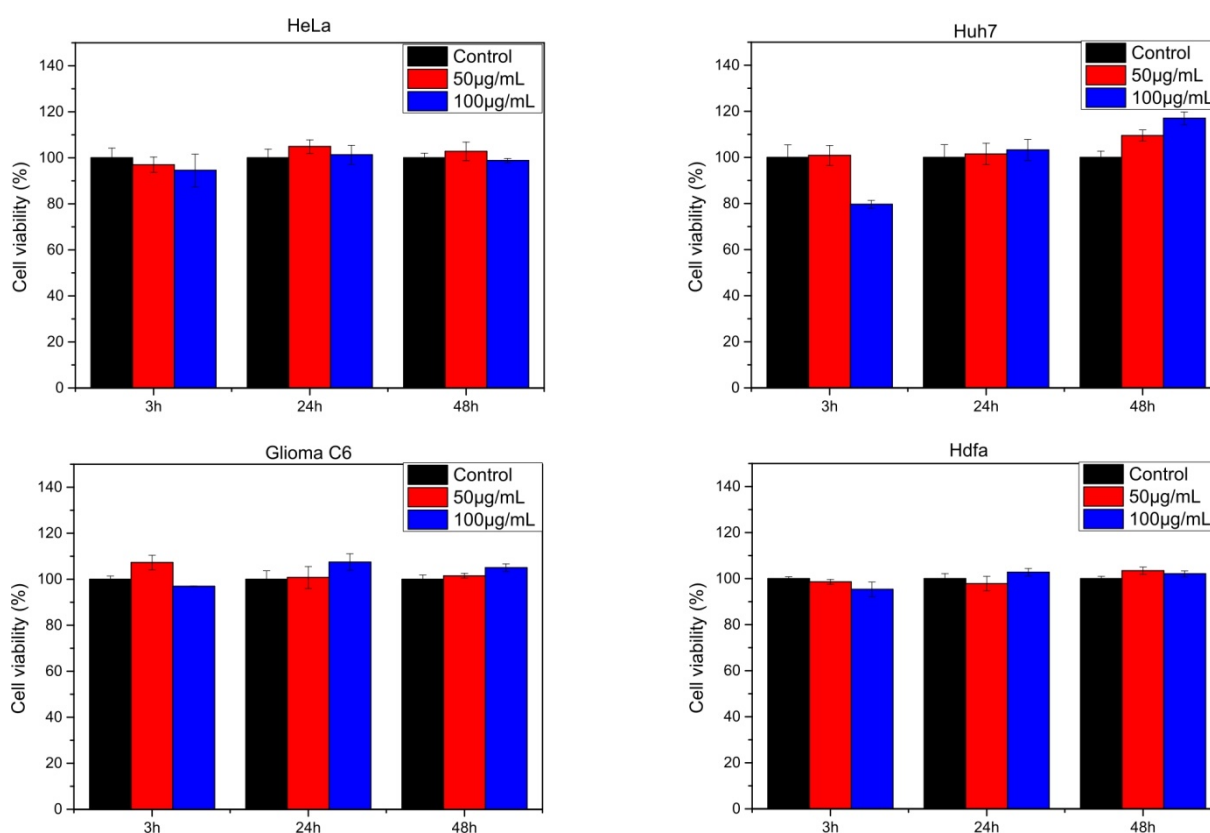 HeLa
Control
50µg/mL
100µg/mL
Cell viability (%)
140
120
100
80
60
40
20
0
3h
24h
48h
Huh7
Control
50µg/mL
100µg/mL
Cell viability (%)
140
120
100
80
60
40
20
0
3h
24h
48h
Glioma C6
Control
50µg/mL
100µg/mL
Cell viability (%)
140
120
100
80
60
40
20
0
3h
24h
48h
Hdfa
Control
50µg/mL
100µg/mL
Cell viability (%)
140
120
100
80
60
40
20
0
3h
24h
48h